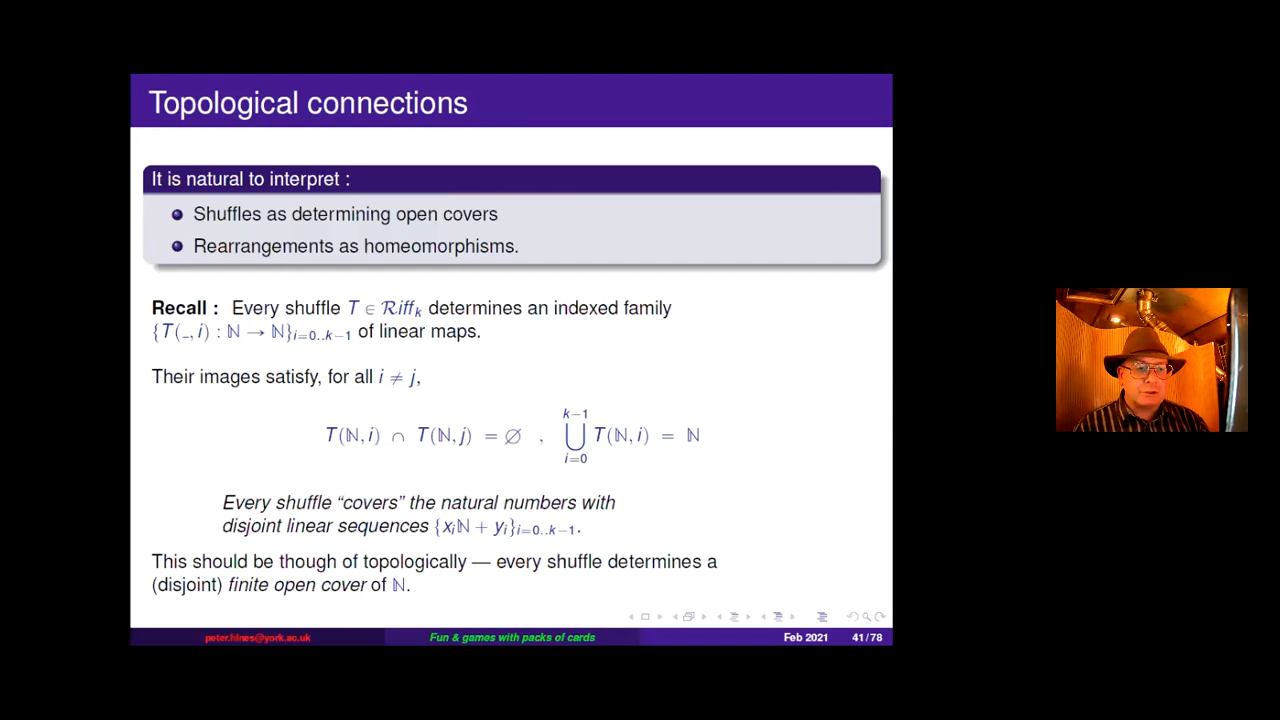 Topological connections
It is natural to interpret :
Shuffles as determining open covers
Rearrangements as homeomorphisms.
Recall : Every shuffle T ∈ Riffₖ determines an indexed family
{T(_, i) : ℕ → ℕ}i=0..k−1 of linear maps.
Their images satisfy, for all i ≠ j,
T(ℕ, i) ∩ T(ℕ, j) = ∅ , ⋃_{i=0}^{k−1} T(ℕ, i) = ℕ
Every shuffle “covers” the natural numbers with
disjoint linear sequences {xᵢℕ + yᵢ}i=0..k−1.
This should be though of topologically — every shuffle determines a
(disjoint) finite open cover of ℕ.
peter.hines@york.ac.uk Fun & games with packs of cards Feb 2021 41 / 78